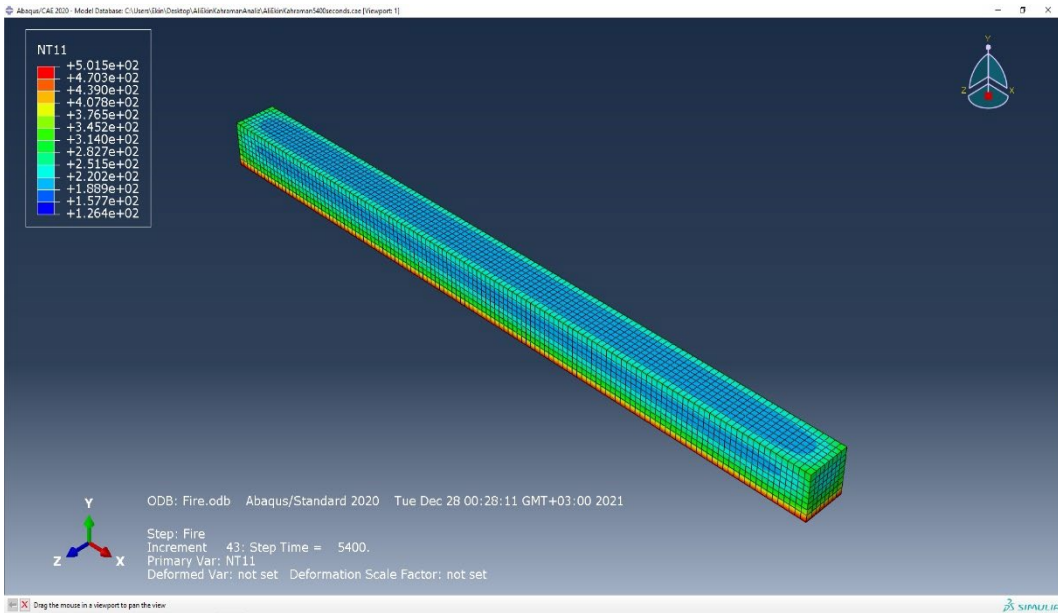 Abaqus/CAE 2020 - Model Database: C:\Users\Ekin\Desktop\AliEkinKahramanAnaliz\AliEkinKahraman5400seconds.cae [Viewport: 1]
NT11
+5.015e+02
+4.703e+02
+4.390e+02
+4.078e+02
+3.765e+02
+3.452e+02
+3.140e+02
+2.827e+02
+2.515e+02
+2.202e+02
+1.889e+02
+1.577e+02
+1.264e+02
Y
Z X
ODB: Fire.odb Abaqus/Standard 2020 Tue Dec 28 00:28:11 GMT+03:00 2021
Step: Fire
Increment 43: Step Time = 5400.
Primary Var: NT11
Deformed Var: not set Deformation Scale Factor: not set
Y
Z X
Drag the mouse in a viewport to pan the view
SIMULIA